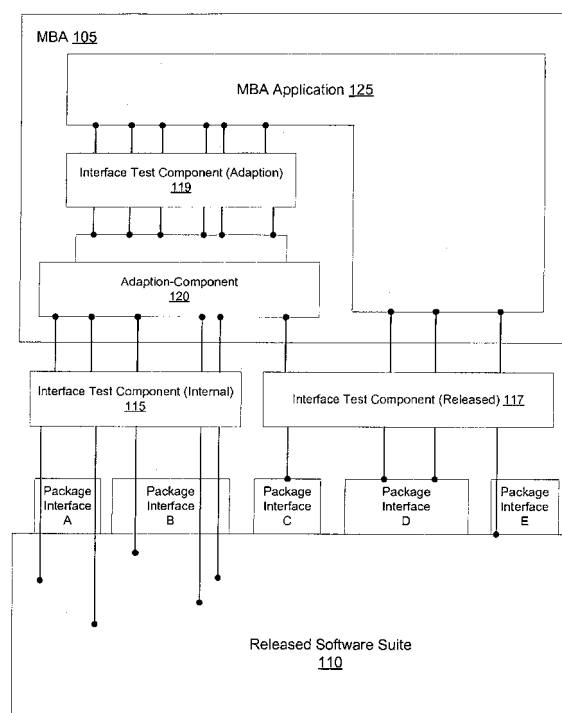 MBA 105
MBA Application 125
Interface Test Component (Adaption)
119
Adaption-Component
120
Interface Test Component (Internal)
115
Interface Test Component (Released) 117
Package
Interface
A
Package
Interface
B
Package
Interface
C
Package
Interface
D
Package
Interface
E
Released Software Suite
110